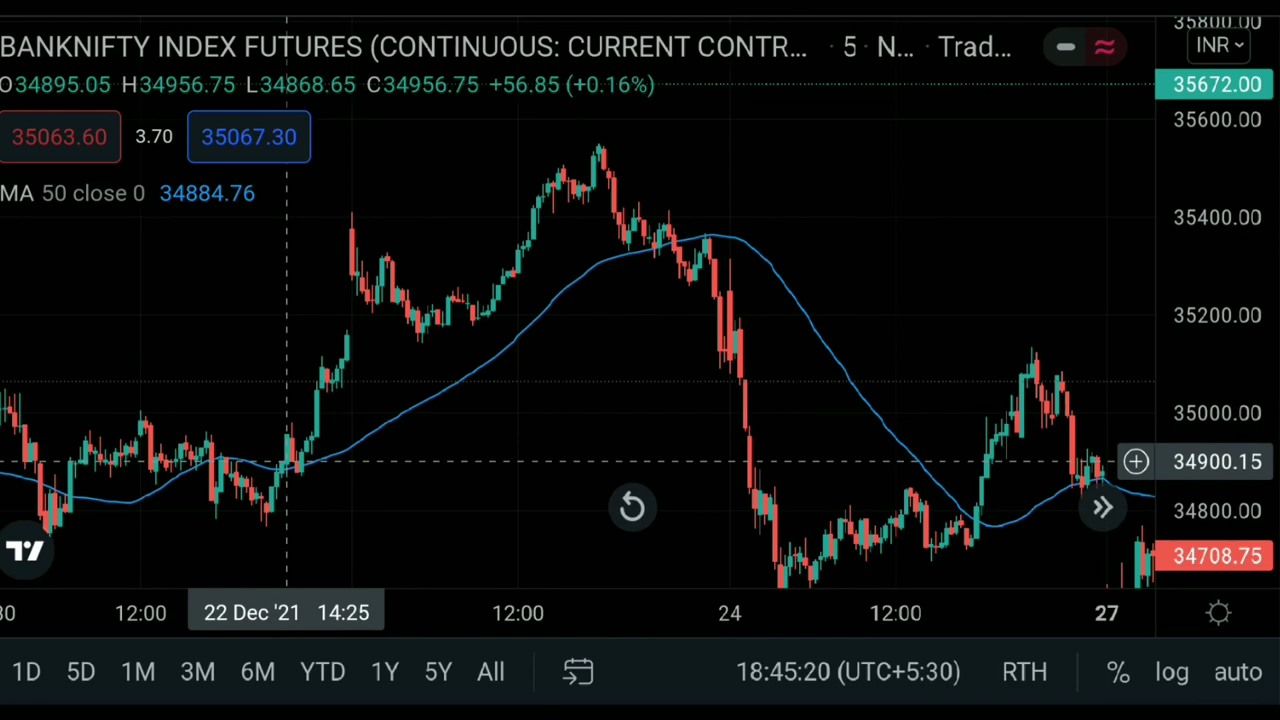 35800.00
BANKNIFTY INDEX FUTURES (CONTINUOUS: CURRENT CONTR... · 5 · N... · Trad... INR
O34895.05 H34956.75 L34868.65 C34956.75 +56.85 (+0.16%) 35672.00
35600.00
35063.60 3.70 35067.30
MA 50 close 0 34884.76
35400.00
35200.00
35000.00
34900.15
34800.00
34708.75
30 12:00 22 Dec '21 14:25 12:00 24 12:00 27
1D 5D 1M 3M 6M YTD 1Y 5Y All 18:45:20 (UTC+5:30) RTH % log auto